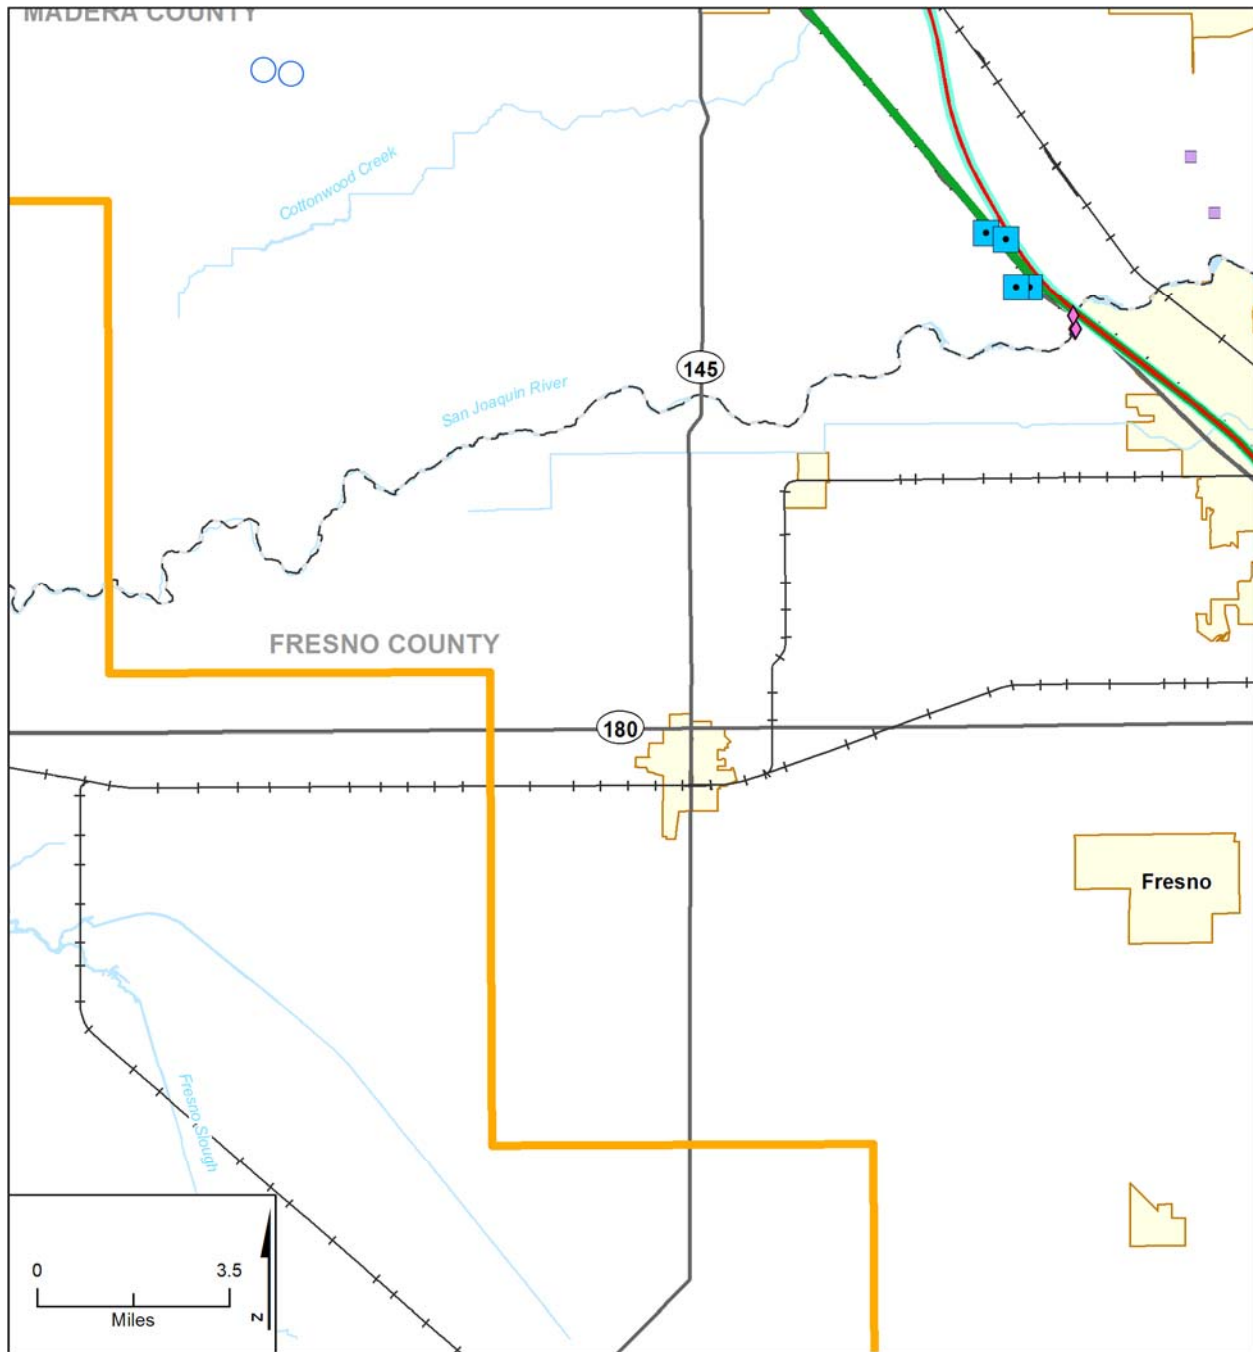 MADERA COUNTY
Cottonwood Creek
145
San Joaquin River
FRESNO COUNTY
180
Fresno
Fresno Slough
0 3.5
Miles
N